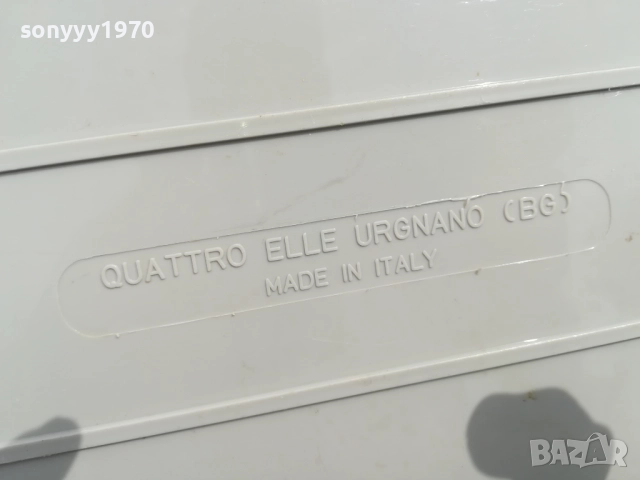 sonyyy1970
QUATTRO ELLE URGNANO (BG)
MADE IN ITALY
BAZAR